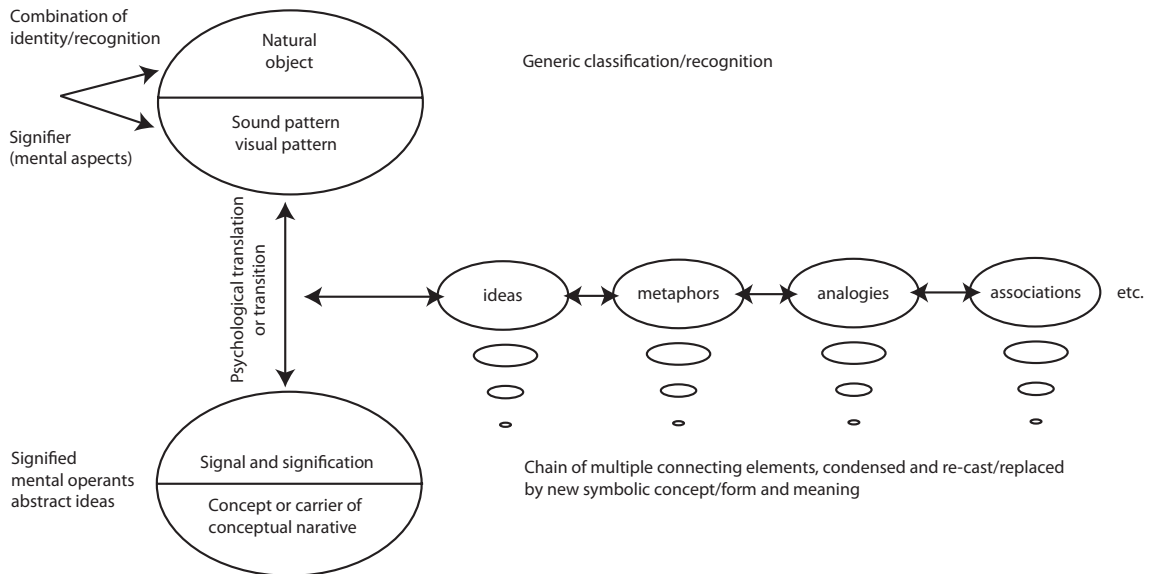 Combination of
identity/recognition
Natural
object
Generic classification/recognition
Sound pattern
visual pattern
Signifier
(mental aspects)
Psychological translation
or transition
ideas
metaphors
analogies
associations
etc.
Signified
mental operants
abstract ideas
Signal and signification
Concept or carrier of
conceptual narative
Chain of multiple connecting elements, condensed and re-cast/replaced
by new symbolic concept/form and meaning